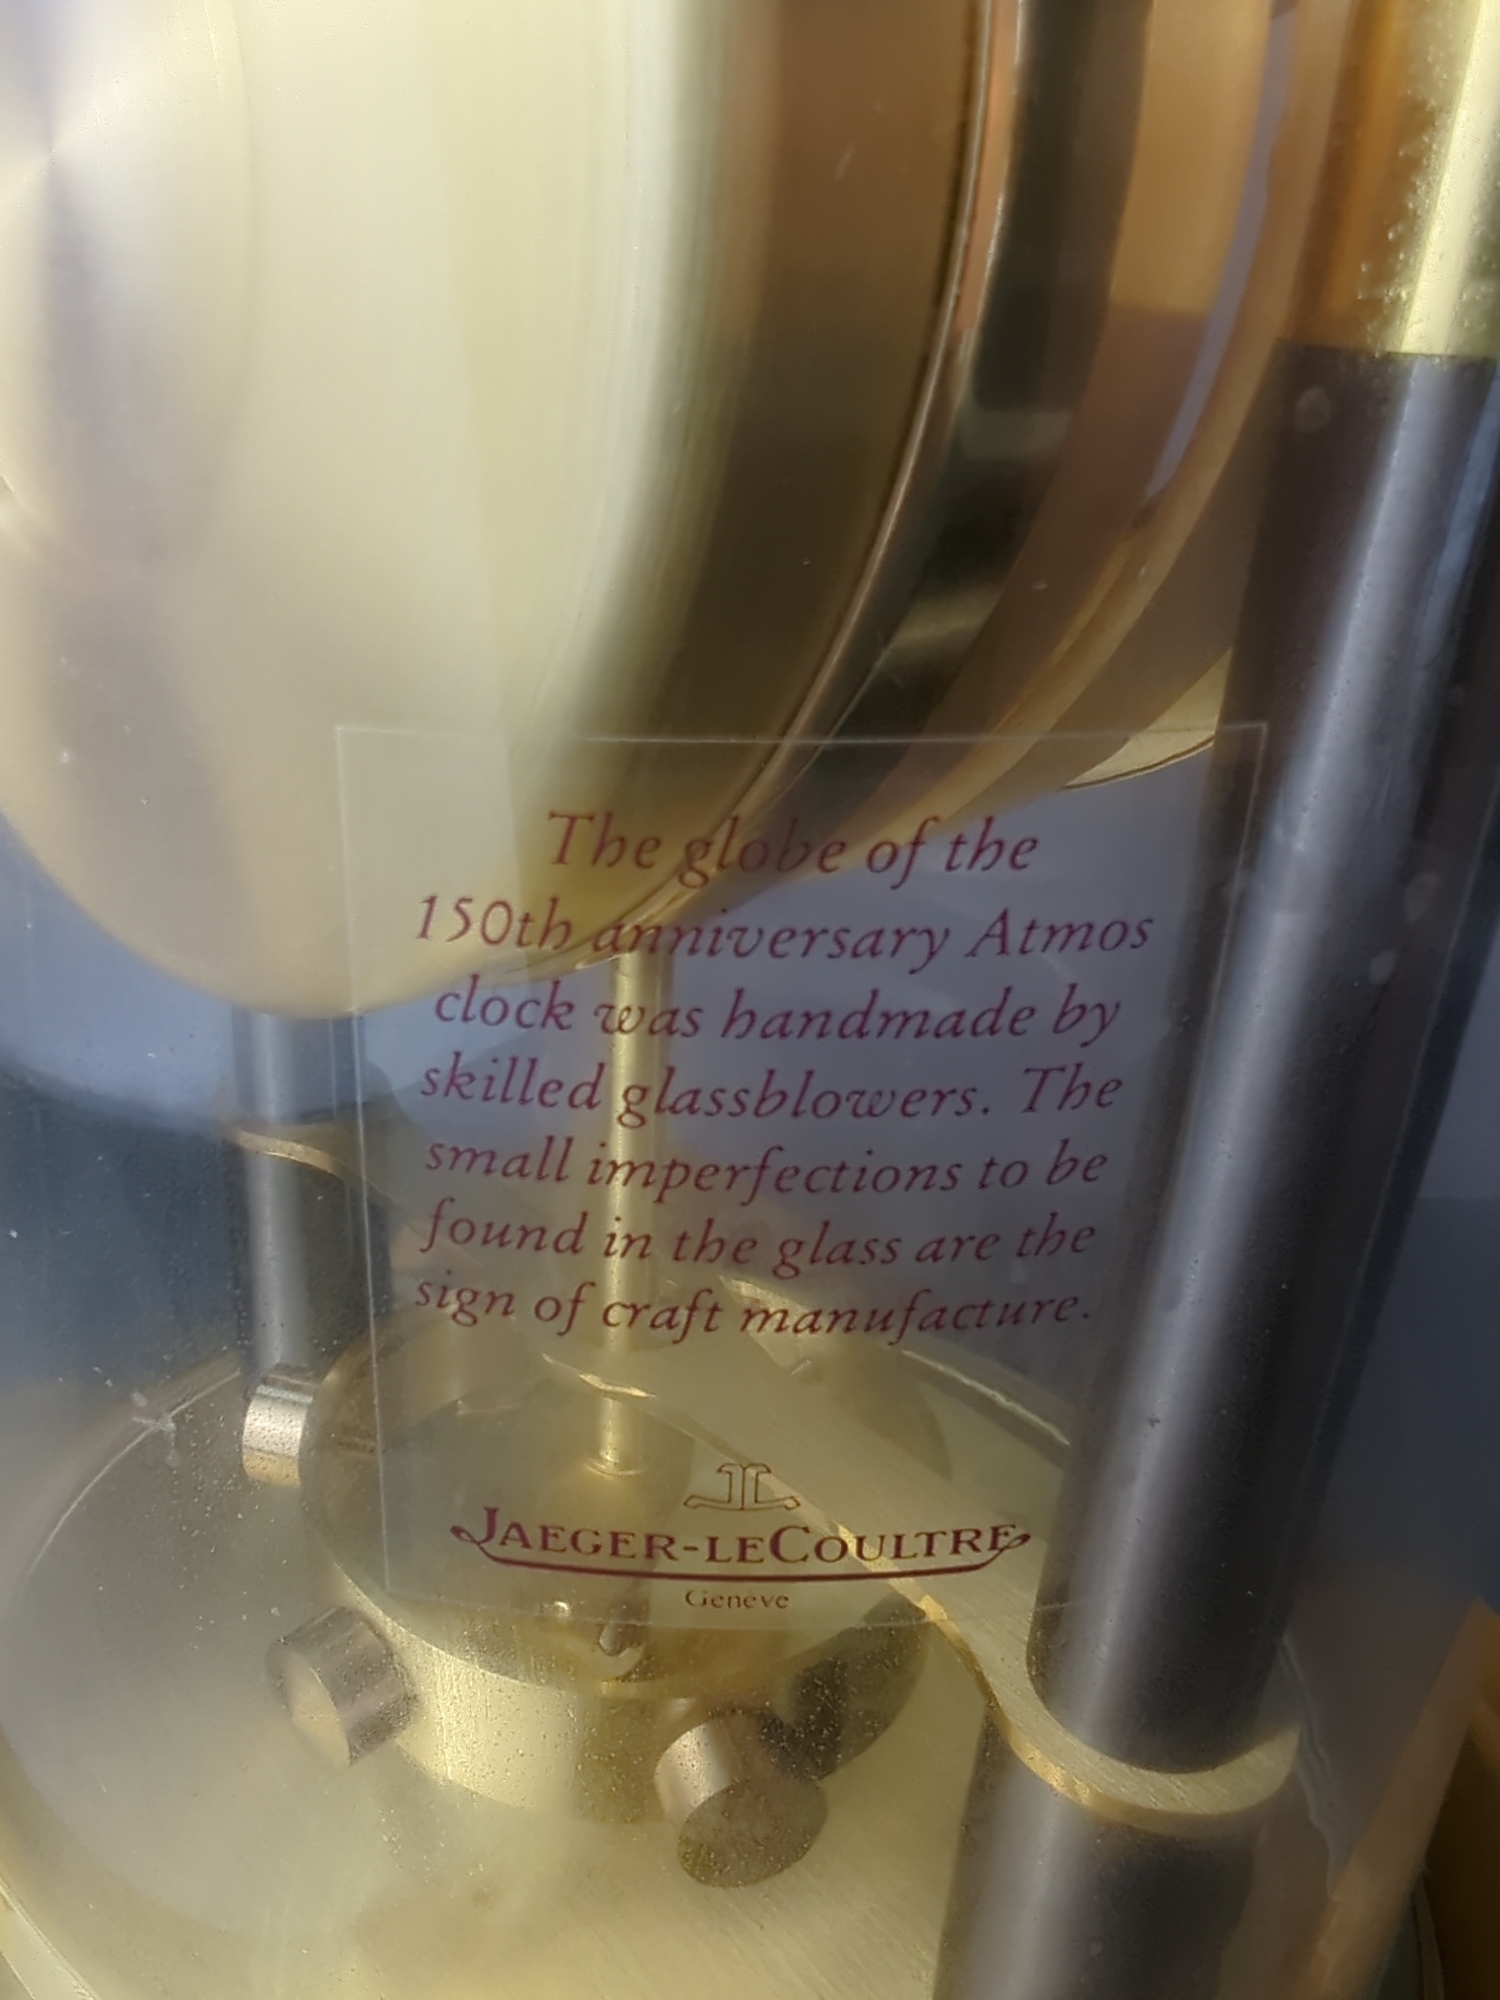 The globe of the
150th anniversary Atmos
clock was handmade by
skilled glassblowers. The
small imperfections to be
found in the glass are the
sign of craft manufacture.
JAEGER-LECOULTRE
Genève